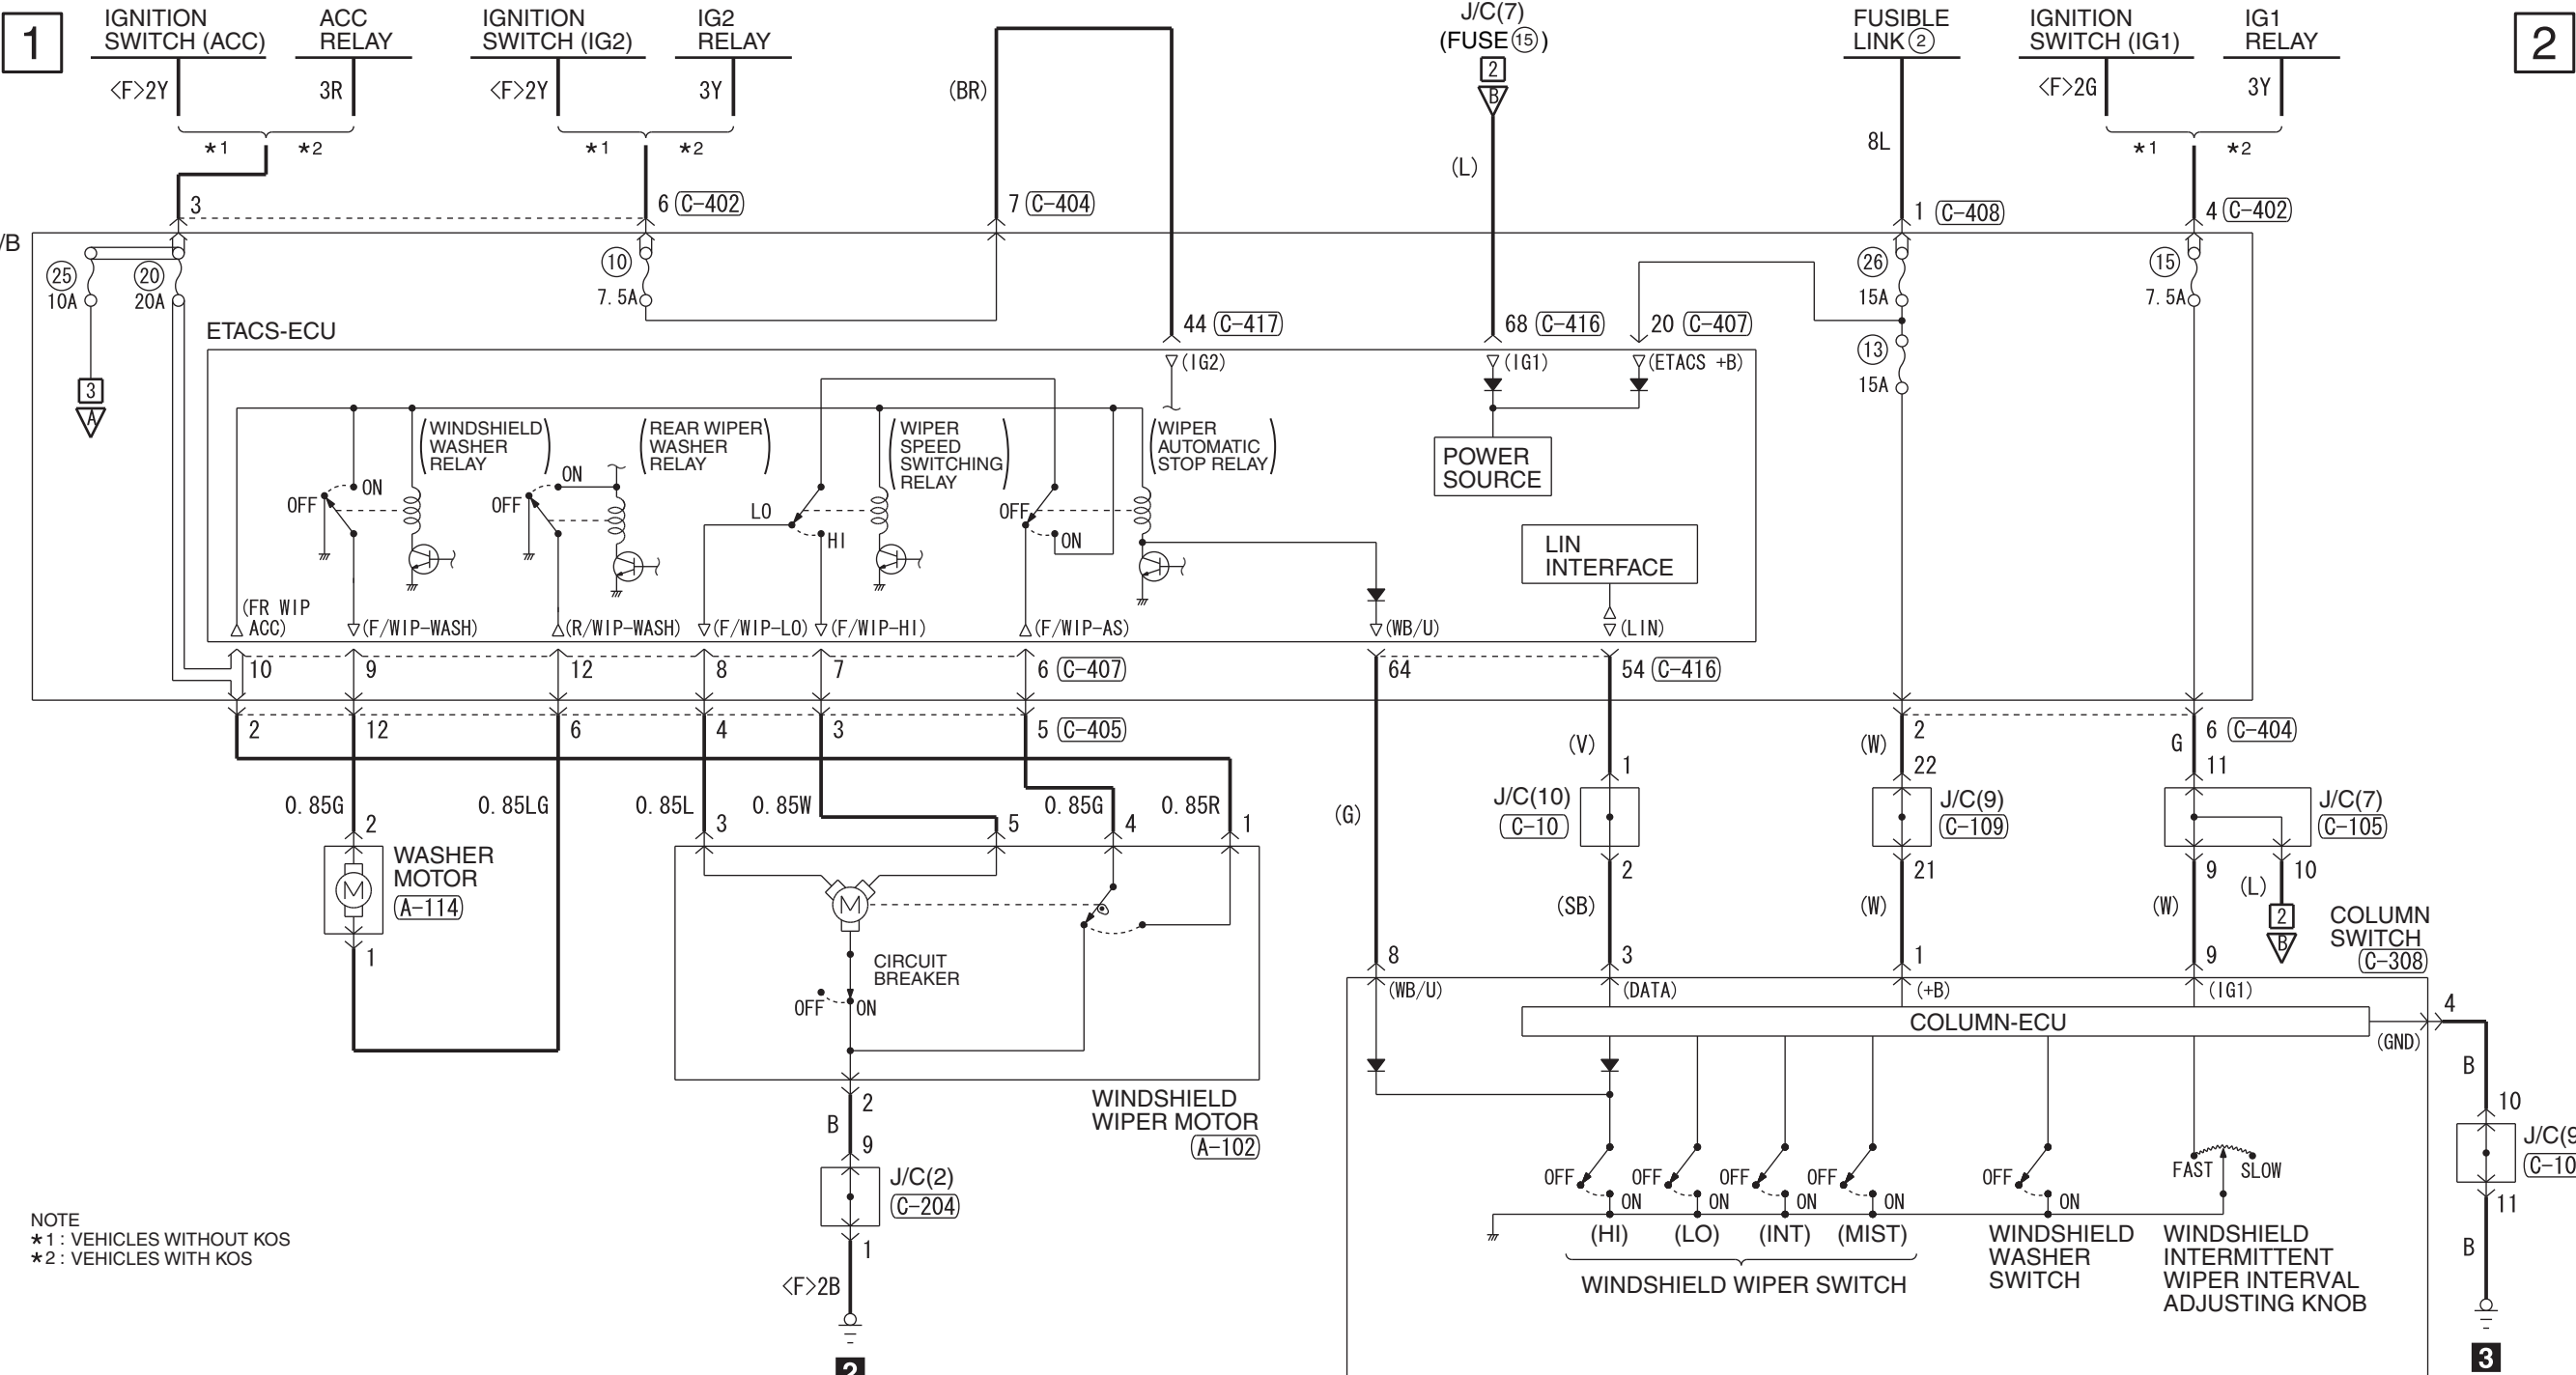 1
IGNITION
SWITCH (ACC)
ACC
RELAY
IGNITION
SWITCH (IG2)
IG2
RELAY
J/C(7)
(FUSE 15)
FUSIBLE
LINK 2
IGNITION
SWITCH (IG1)
IG1
RELAY
2
<F>2Y
3R
<F>2Y
3Y
(BR)
2
B
<F>2G
3Y
*1
*2
*1
*2
(L)
8L
*1
*2
3
6 (C-402)
7 (C-404)
1 (C-408)
4 (C-402)
/B
25
10A
20
20A
10
7.5A
26
15A
15
7.5A
ETACS-ECU
44 (C-417)
68 (C-416)
20 (C-407)
13
15A
(IG2)
(IG1)
(ETACS +B)
3
A
(WINDSHIELD
WASHER
RELAY)
(REAR WIPER
WASHER
RELAY)
(WIPER
SPEED
SWITCHING
RELAY)
(WIPER
AUTOMATIC
STOP RELAY)
POWER
SOURCE
OFF
ON
OFF
ON
LO
HI
OFF
ON
LIN
INTERFACE
(FR WIP
ACC)
(F/WIP-WASH)
(R/WIP-WASH)
(F/WIP-LO)
(F/WIP-HI)
(F/WIP-AS)
(WB/U)
(LIN)
10
9
12
8
7
6 (C-407)
64
54 (C-416)
2
12
6
4
3
5 (C-405)
2
6 (C-404)
(V)
(W)
G
1
22
11
0.85G
0.85LG
0.85L
0.85W
0.85G
0.85R
(G)
J/C(10)
(C-10)
J/C(9)
(C-109)
J/C(7)
(C-105)
2
3
5
4
1
WASHER
MOTOR
(A-114)
M
M
2
21
9
10
(L)
(SB)
(W)
(W)
2
B
COLUMN
SWITCH
(C-308)
1
CIRCUIT
BREAKER
OFF
ON
8
3
1
9
(WB/U)
(DATA)
(+B)
(IG1)
4
COLUMN-ECU
(GND)
B
2
WINDSHIELD
WIPER MOTOR
(A-102)
B
9
10
J/C(2)
(C-204)
J/C(9
(C-10
OFF
ON
OFF
ON
OFF
ON
OFF
ON
OFF
ON
FAST
SLOW
11
1
(HI)
(LO)
(INT)
(MIST)
WINDSHIELD
WASHER
SWITCH
WINDSHIELD
INTERMITTENT
WIPER INTERVAL
ADJUSTING KNOB
B
WINDSHIELD WIPER SWITCH
<F>2B
NOTE
*1 : VEHICLES WITHOUT KOS
*2 : VEHICLES WITH KOS
2
3